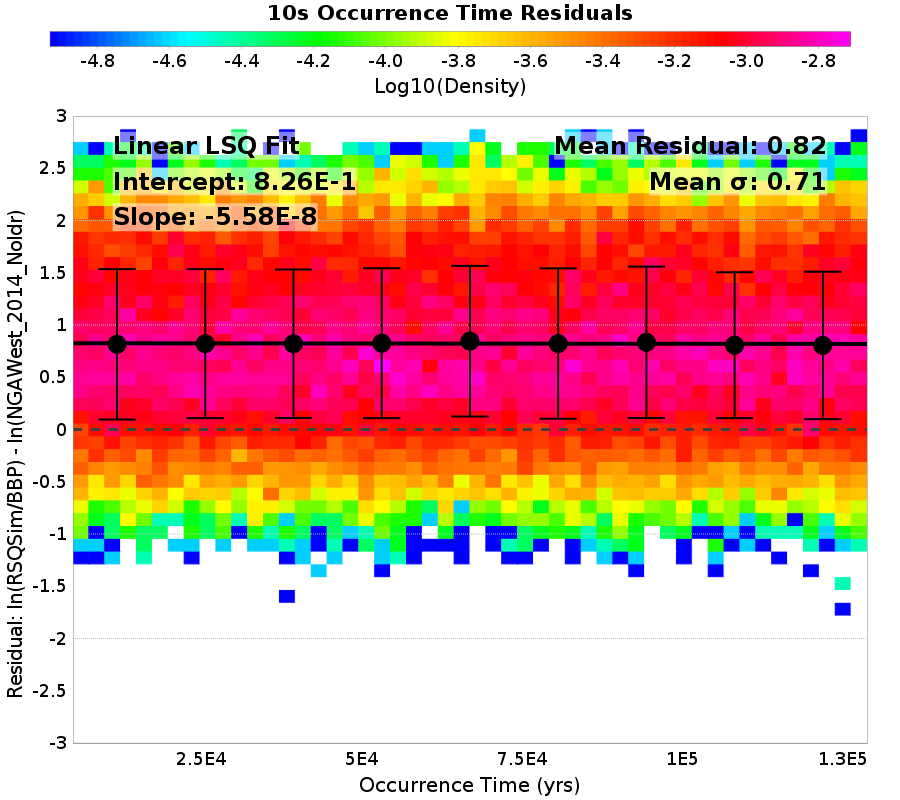 10s Occurrence Time Residuals
-4.8 -4.6 -4.4 -4.2 -4.0 -3.8 -3.6 -3.4 -3.2 -3.0 -2.8
Log10(Density)
Residual: ln(RSQSim/BBP) - ln(NGAWest_2014_NoIdr)
3
2.5
2
1.5
1
0.5
0
-0.5
-1
-1.5
-2
-2.5
-3
Linear LSQ Fit
Intercept: 8.26E-1
Slope: -5.58E-8
Mean Residual: 0.82
Mean σ: 0.71
2.5E4 5E4 7.5E4 1E5 1.3E5
Occurrence Time (yrs)